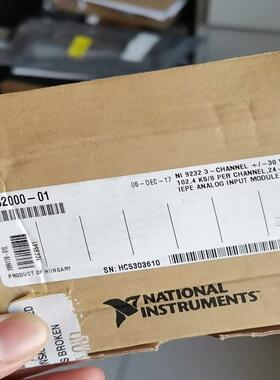 2000-01
06-DEC-17
NI 9232 3-CHANNEL +/-30 V
102.4 KS/S PER CHANNEL, 24-
IEPE ANALOG INPUT MODULE
PRODUCT OF HUNGARY
SN: HC5303610
NATIONAL
INSTRUMENTS
BROKEN